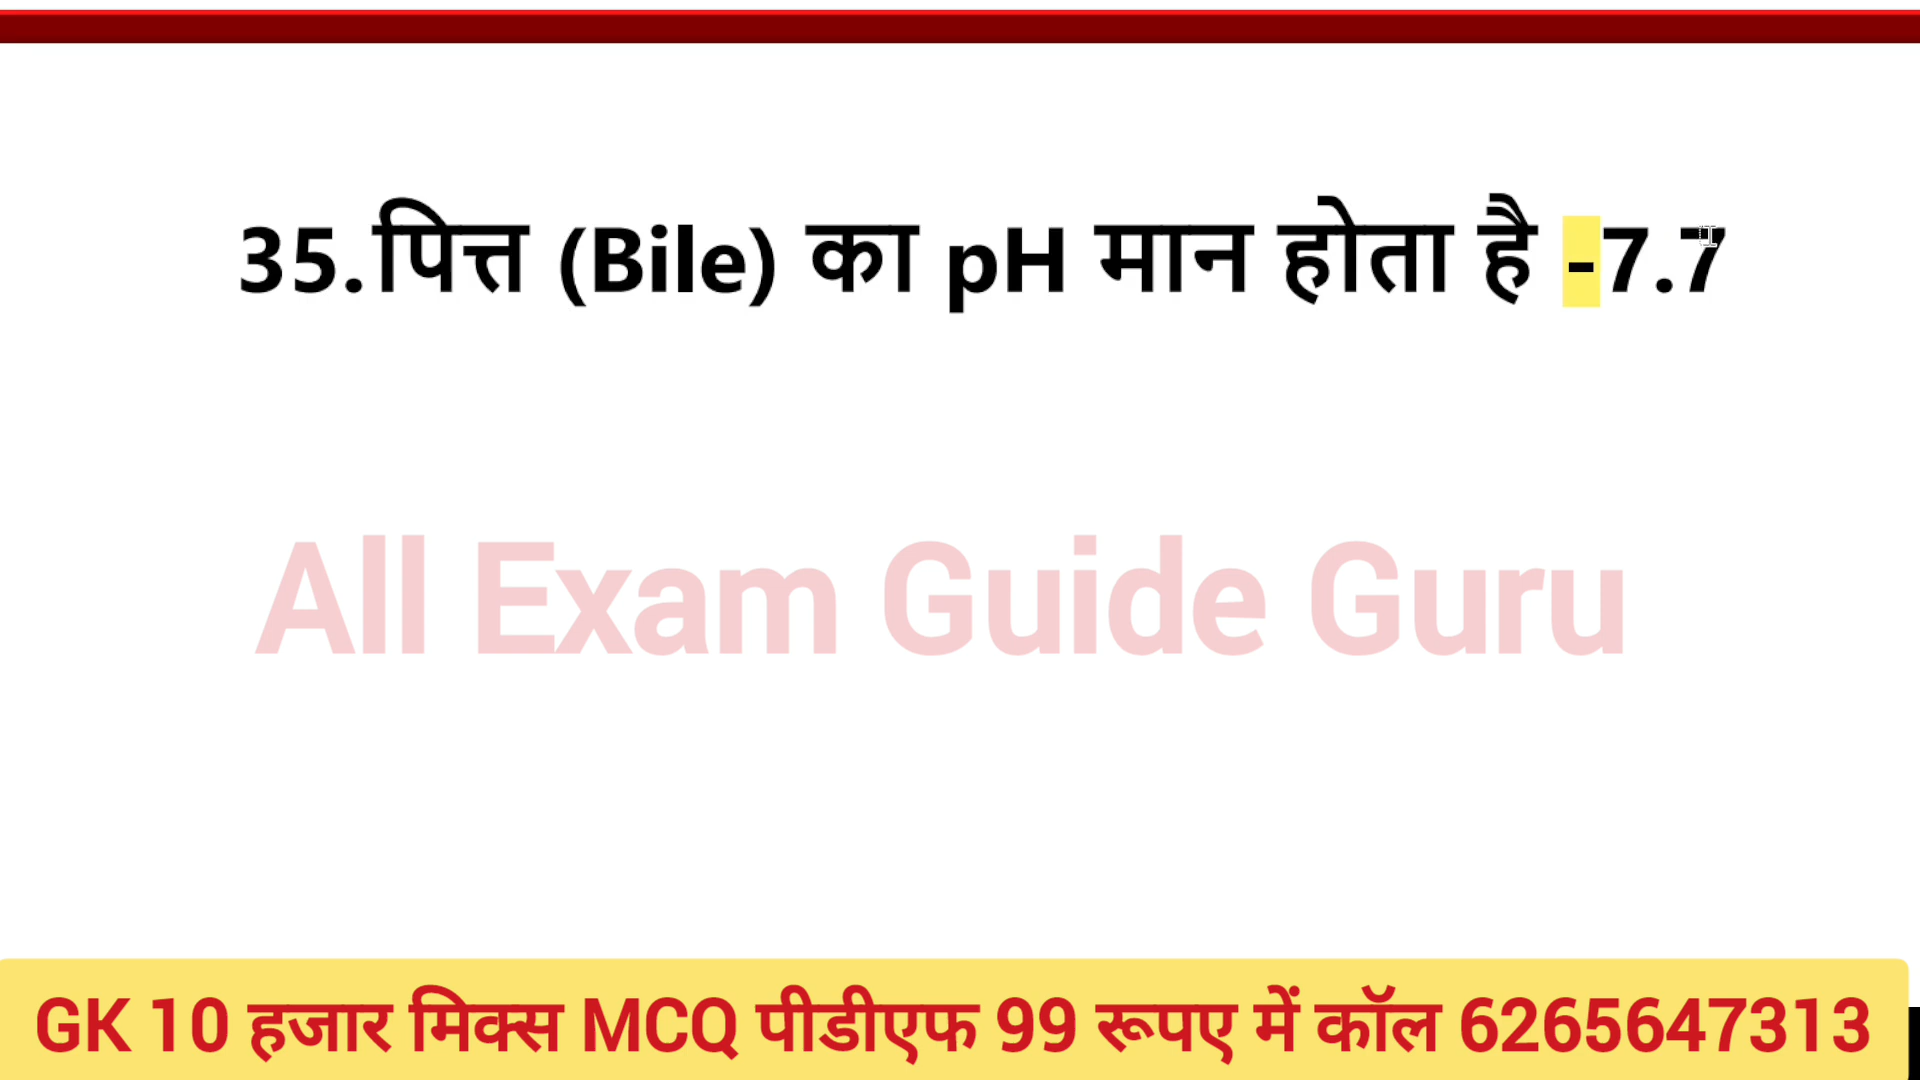 35.पित्त (Bile) का pH मान होता है -7.7
All Exam Guide Guru
GK 10 हजार मिक्स MCQ पीडीएफ 99 रूपए में कॉल 6265647313